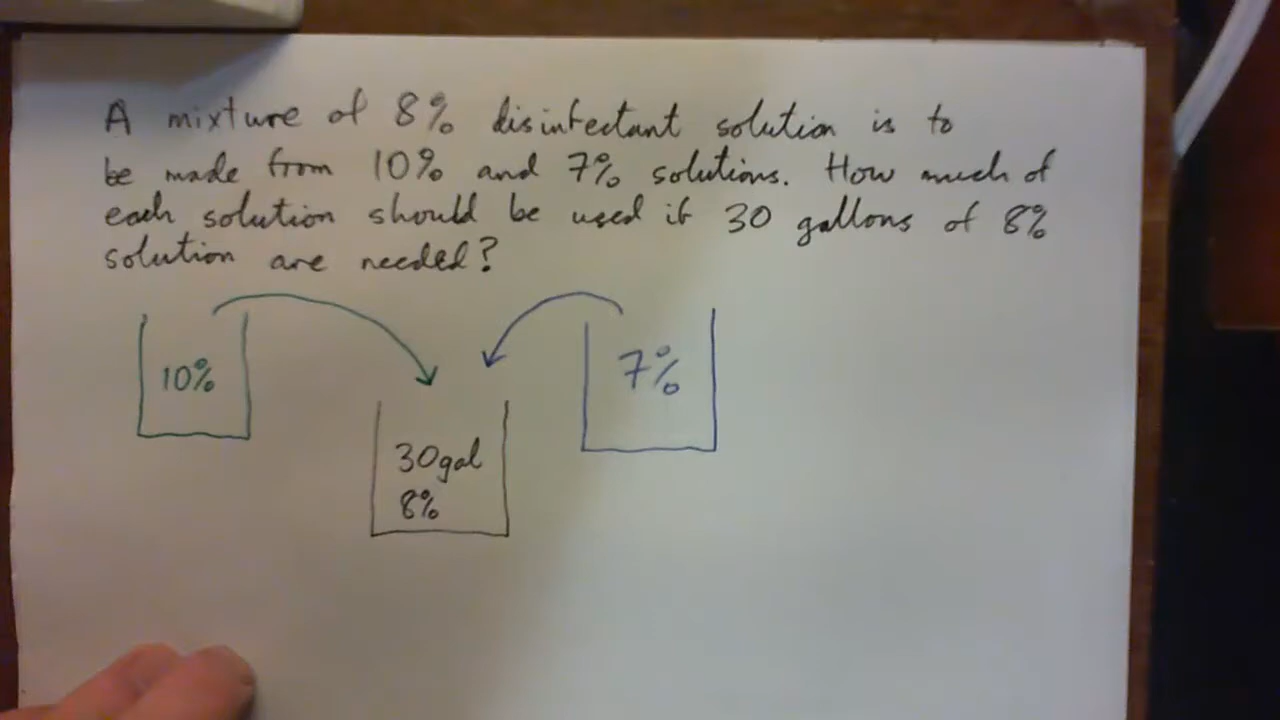 A mixture of 8% disinfectant solution is to
be made from 10% and 7% solutions. How much of
each solution should be used if 30 gallons of 8%
solution are needed?
10%
7%
30gal
8%